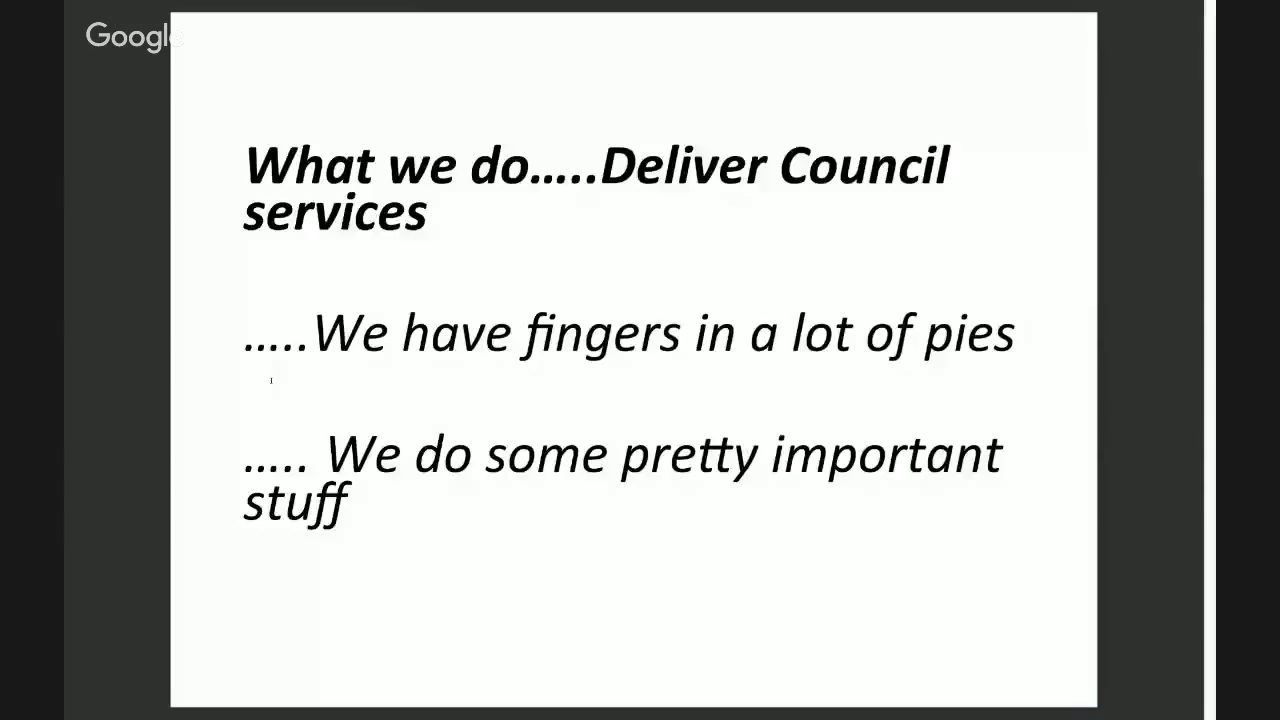 Google
What we do.....Deliver Council
services
.....We have fingers in a lot of pies
..... We do some pretty important
stuff